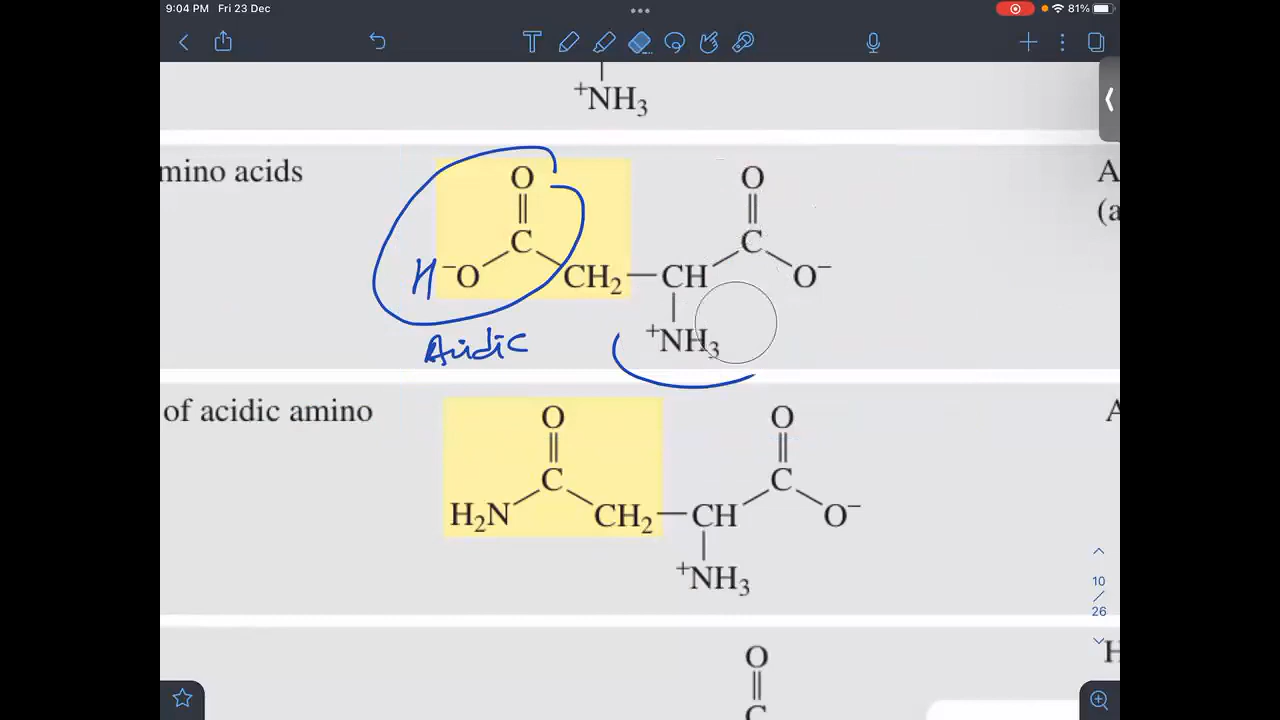 9:04 PM Fri 23 Dec
81%
⁺NH₃
mino acids
O
O
A
(a
C
C
H ⁻O
CH₂—CH
O⁻
⁺NH₃
Acidic
of acidic amino
O
O
A
C
C
H₂N
CH₂—CH
O⁻
⁺NH₃
10
/
26
O
H
C